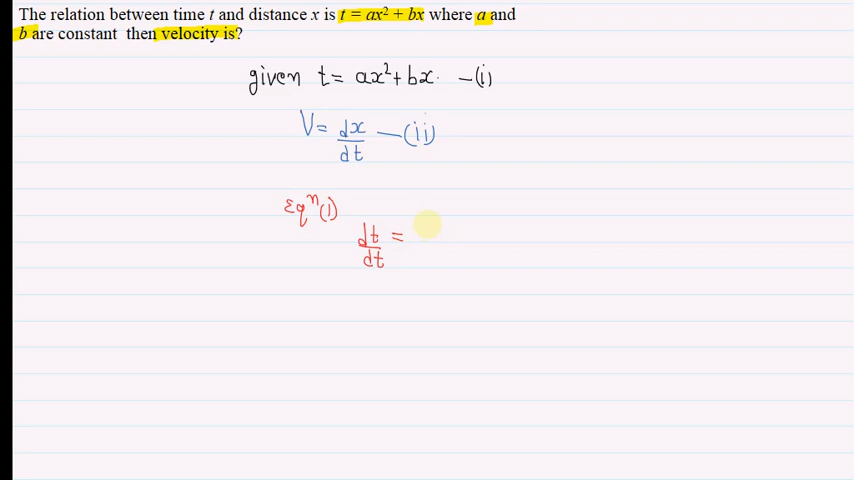 The relation between time t and distance x is t = ax² + bx where a and
b are constant then velocity is?
given t = ax² + bx. —(i)
V = dx/dt —(ii)
Eqⁿ(1)
dt/dt =